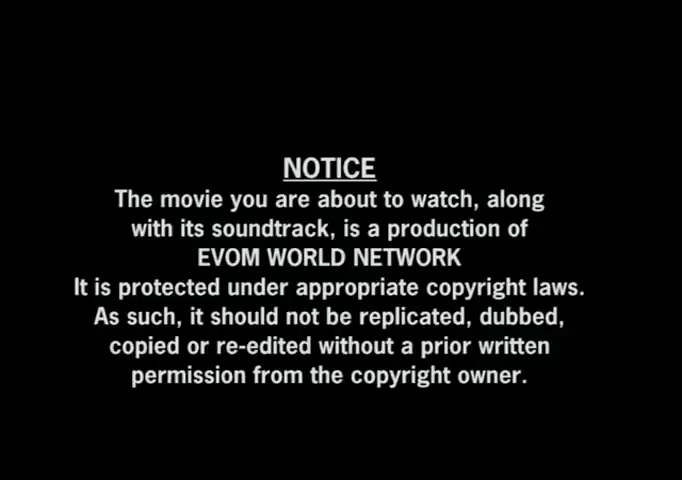 NOTICE
The movie you are about to watch, along
with its soundtrack, is a production of
EVOM WORLD NETWORK
It is protected under appropriate copyright laws.
As such, it should not be replicated, dubbed,
copied or re-edited without a prior written
permission from the copyright owner.